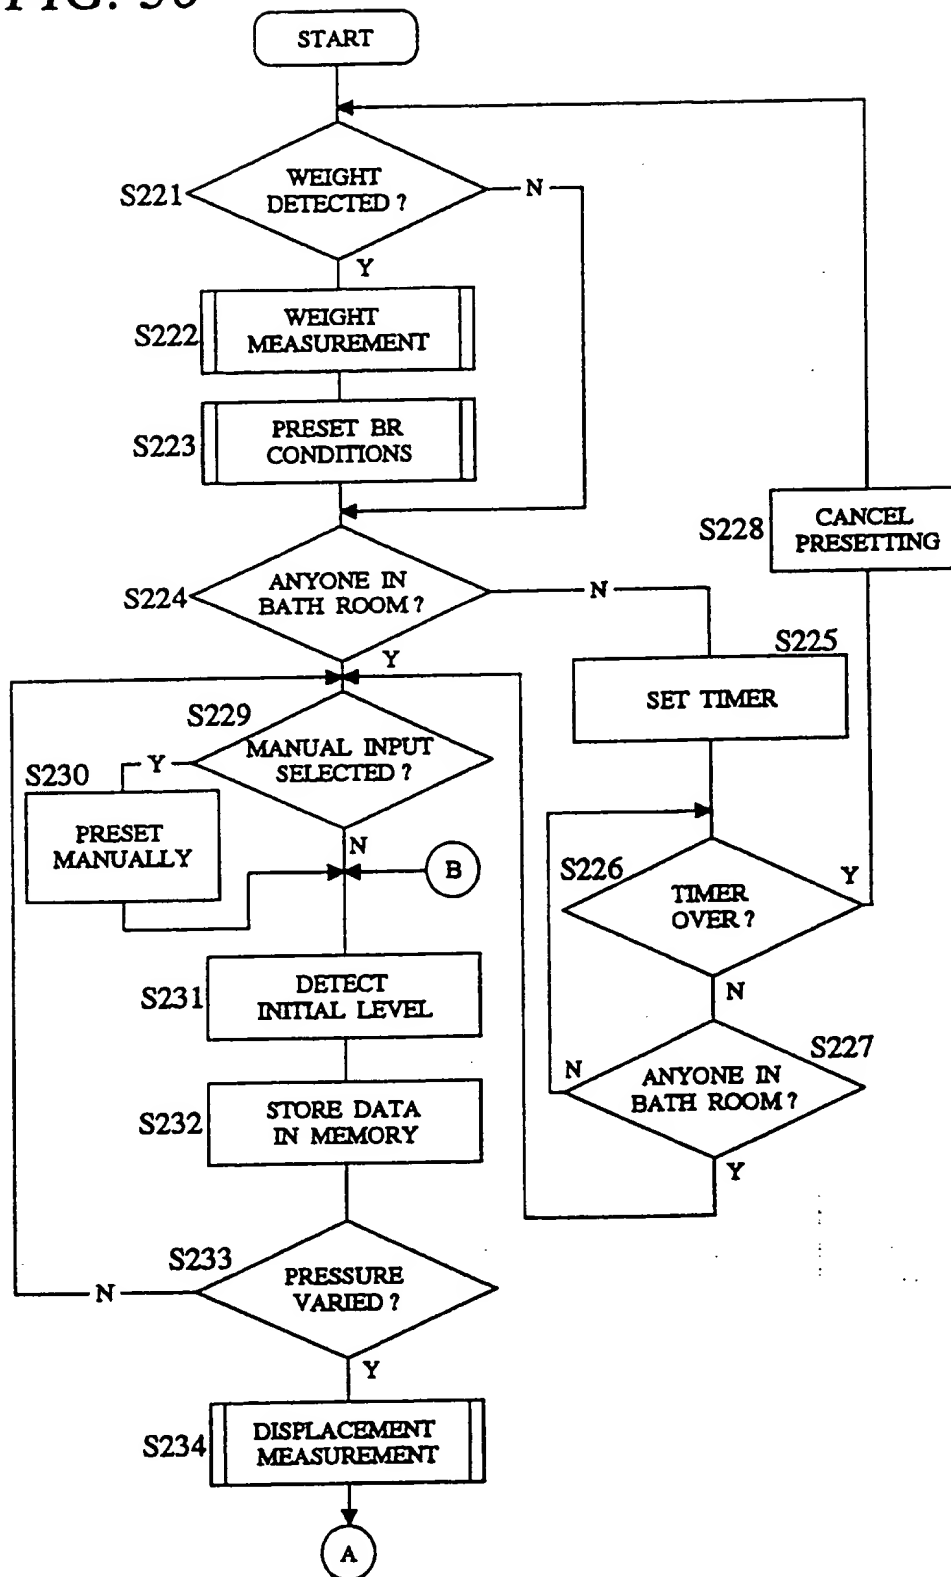 START
WEIGHT
DETECTED ?
S221
N
Y
S222
WEIGHT
MEASUREMENT
S223
PRESET BR
CONDITIONS
S228
CANCEL
PRESETTING
S224
ANYONE IN
BATH ROOM ?
N
Y
S225
SET TIMER
S229
MANUAL INPUT
SELECTED ?
Y
N
S230
PRESET
MANUALLY
B
S226
TIMER
OVER ?
Y
N
S231
DETECT
INITIAL LEVEL
S227
ANYONE IN
BATH ROOM ?
N
Y
S232
STORE DATA
IN MEMORY
S233
PRESSURE
VARIED ?
N
Y
S234
DISPLACEMENT
MEASUREMENT
A